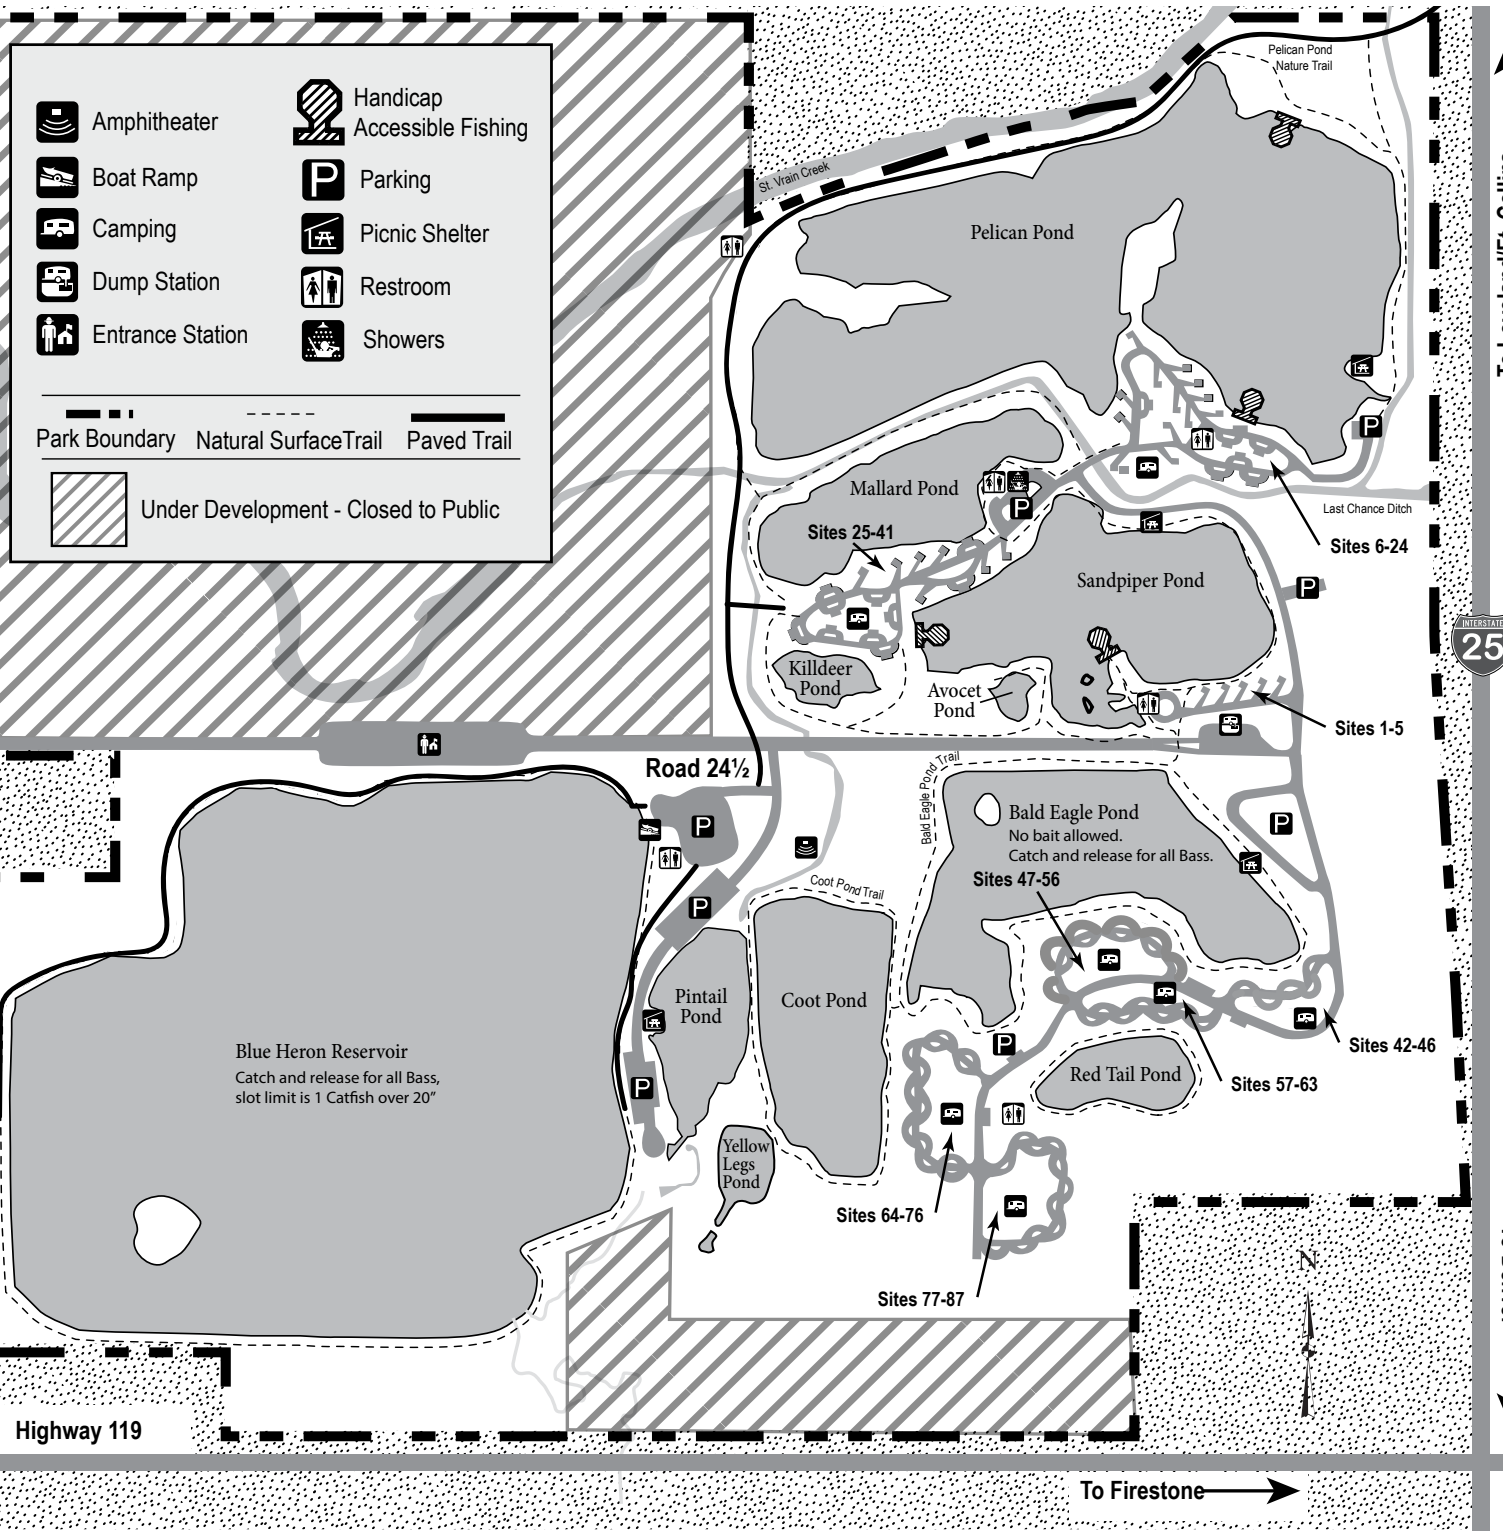 Amphitheater
Boat Ramp
Camping
Dump Station
Entrance Station
Handicap
Accessible Fishing
P
Parking
Picnic Shelter
Restroom
Showers
Park Boundary
Natural SurfaceTrail
Paved Trail
Under Development - Closed to Public
Pelican Pond
Nature Trail
St. Vrain Creek
Pelican Pond
P
Mallard Pond
P
Sites 25-41
Last Chance Ditch
Sites 6-24
Sandpiper Pond
P
INTERSTATE
25
Killdeer
Pond
Avocet
Pond
Sites 1-5
Road 24½
Bald Eagle Pond Trail
Bald Eagle Pond
No bait allowed.
Catch and release for all Bass.
P
P
Sites 47-56
Coot Pond Trail
P
Pintail
Pond
Coot Pond
Blue Heron Reservoir
Catch and release for all Bass,
slot limit is 1 Catfish over 20”
P
P
Red Tail Pond
Sites 42-46
Sites 57-63
Yellow
Legs
Pond
Sites 64-76
Sites 77-87
N
Highway 119
To Firestone